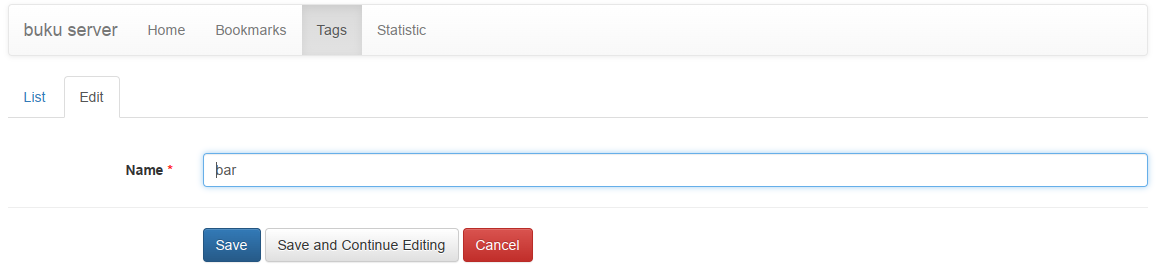 buku server Home Bookmarks Tags Statistic
List Edit
Name * bar
Save Save and Continue Editing Cancel